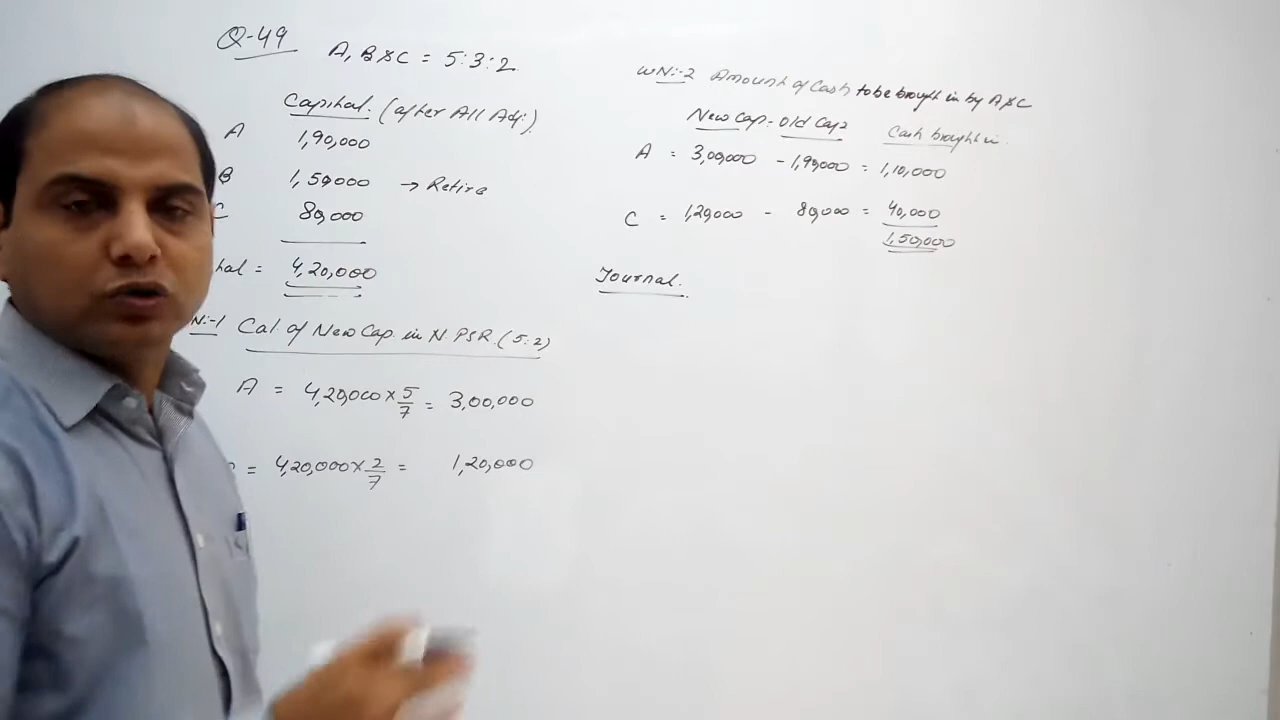 Q-49
A, B & C = 5:3:2
Capital. (after All Adj:)
A 1,90,000
B 1,50,000 → Retire
C 80,000
tal = 4,20,000
N:-1 Cal of New Cap. in N. PSR. (5:2)
A = 4,20,000 × 5/7 = 3,00,000
= 4,20,000 × 2/7 = 1,20,000
WN:-2 Amount of Cash to be brought in by A & C
New Cap - Old Cap = Cash brought in.
A = 3,00,000 - 1,90,000 = 1,10,000
C = 1,20,000 - 80,000 = 40,000
1,50,000
Journal.